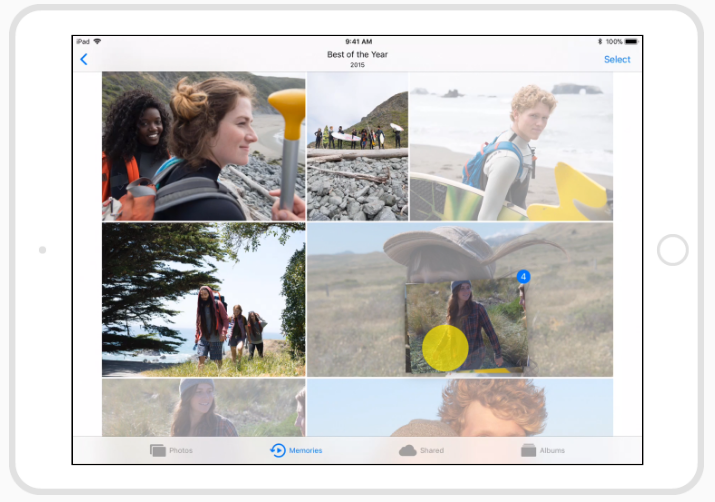 iPad 9:41 AM 100%
Best of the Year
2015
Select
4
Photos Memories Shared Albums